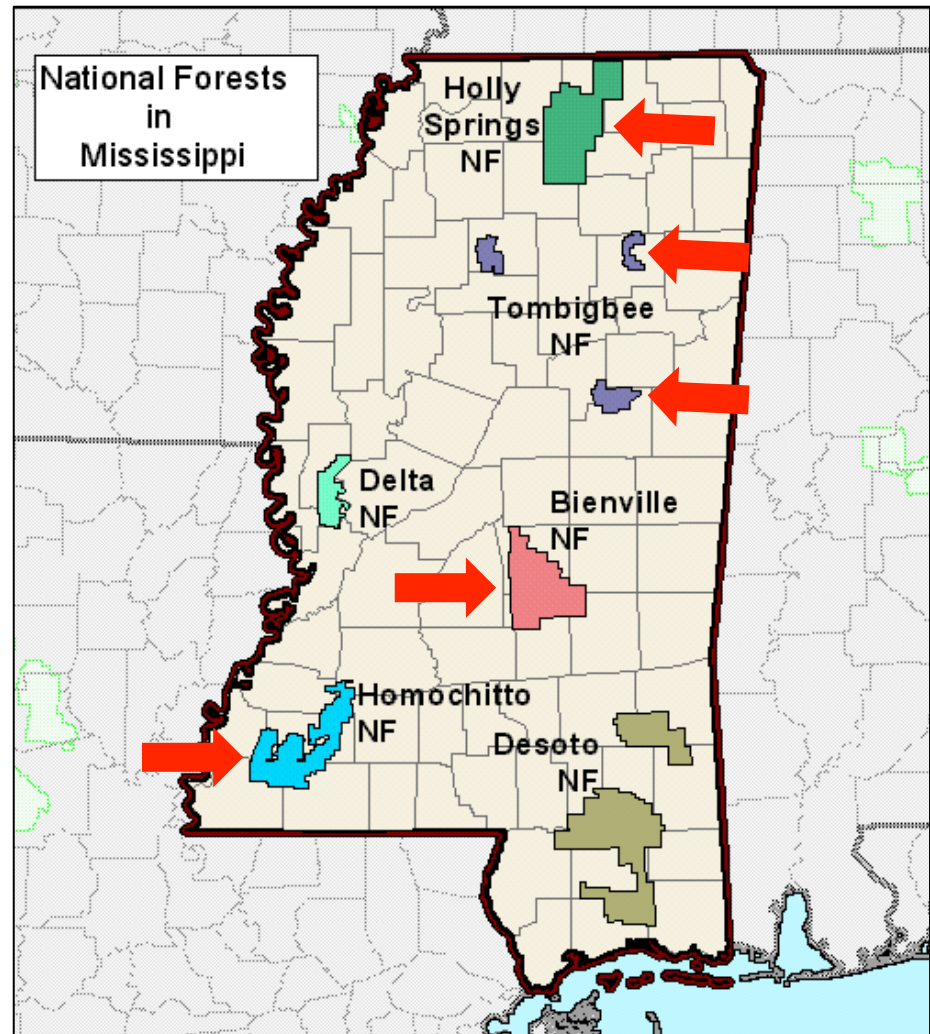 National Forests
in
Mississippi
Holly
Springs
NF
Tombigbee
NF
Delta
NF
Bienville
NF
Homochitto
NF
Desoto
NF